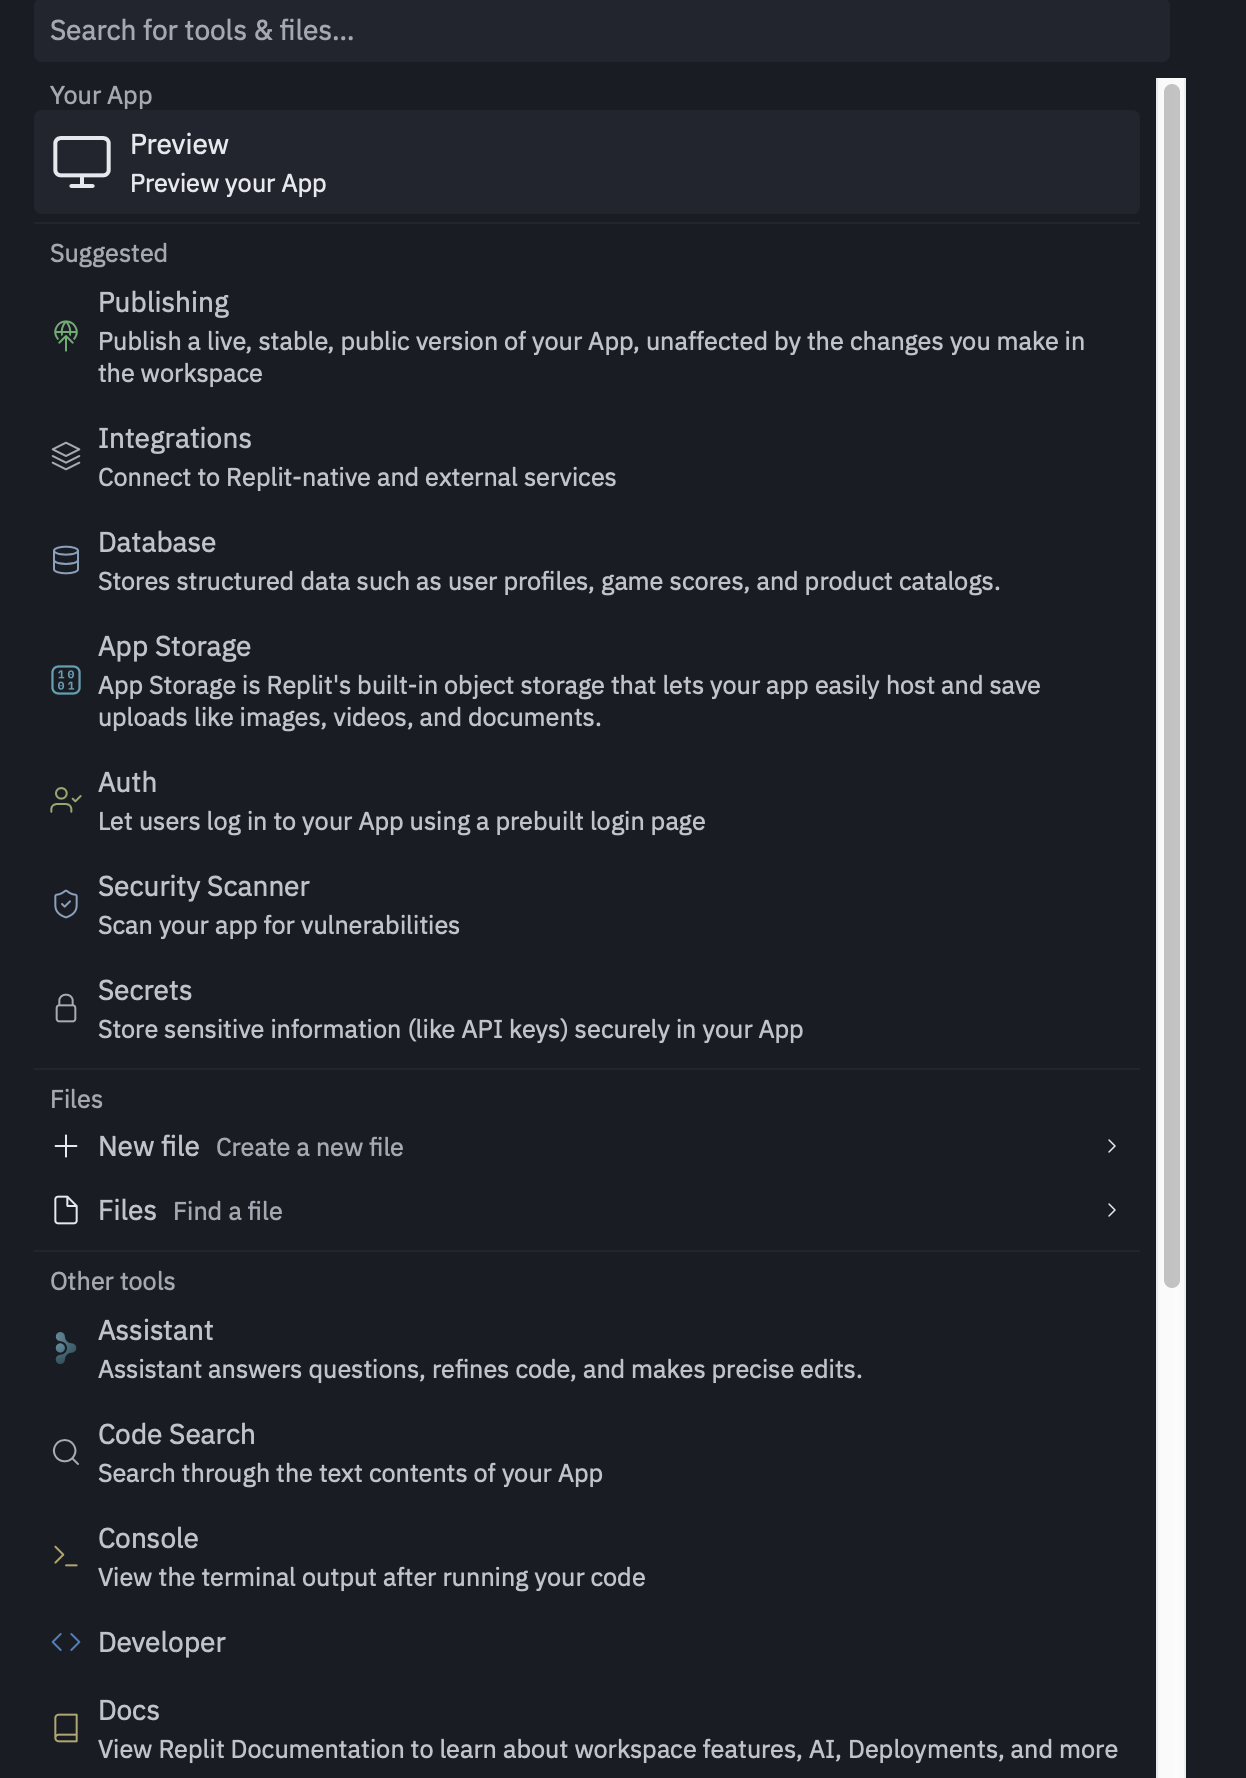 Search for tools & files...
Your App
Preview
Preview your App
Suggested
Publishing
Publish a live, stable, public version of your App, unaffected by the changes you make in
the workspace
Integrations
Connect to Replit-native and external services
Database
Stores structured data such as user profiles, game scores, and product catalogs.
App Storage
10
01
App Storage is Replit's built-in object storage that lets your app easily host and save
uploads like images, videos, and documents.
Auth
Let users log in to your App using a prebuilt login page
Security Scanner
Scan your app for vulnerabilities
Secrets
Store sensitive information (like API keys) securely in your App
Files
New file Create a new file
Files Find a file
Other tools
Assistant
Assistant answers questions, refines code, and makes precise edits.
Code Search
Search through the text contents of your App
Console
View the terminal output after running your code
Developer
Docs
View Replit Documentation to learn about workspace features, AI, Deployments, and more